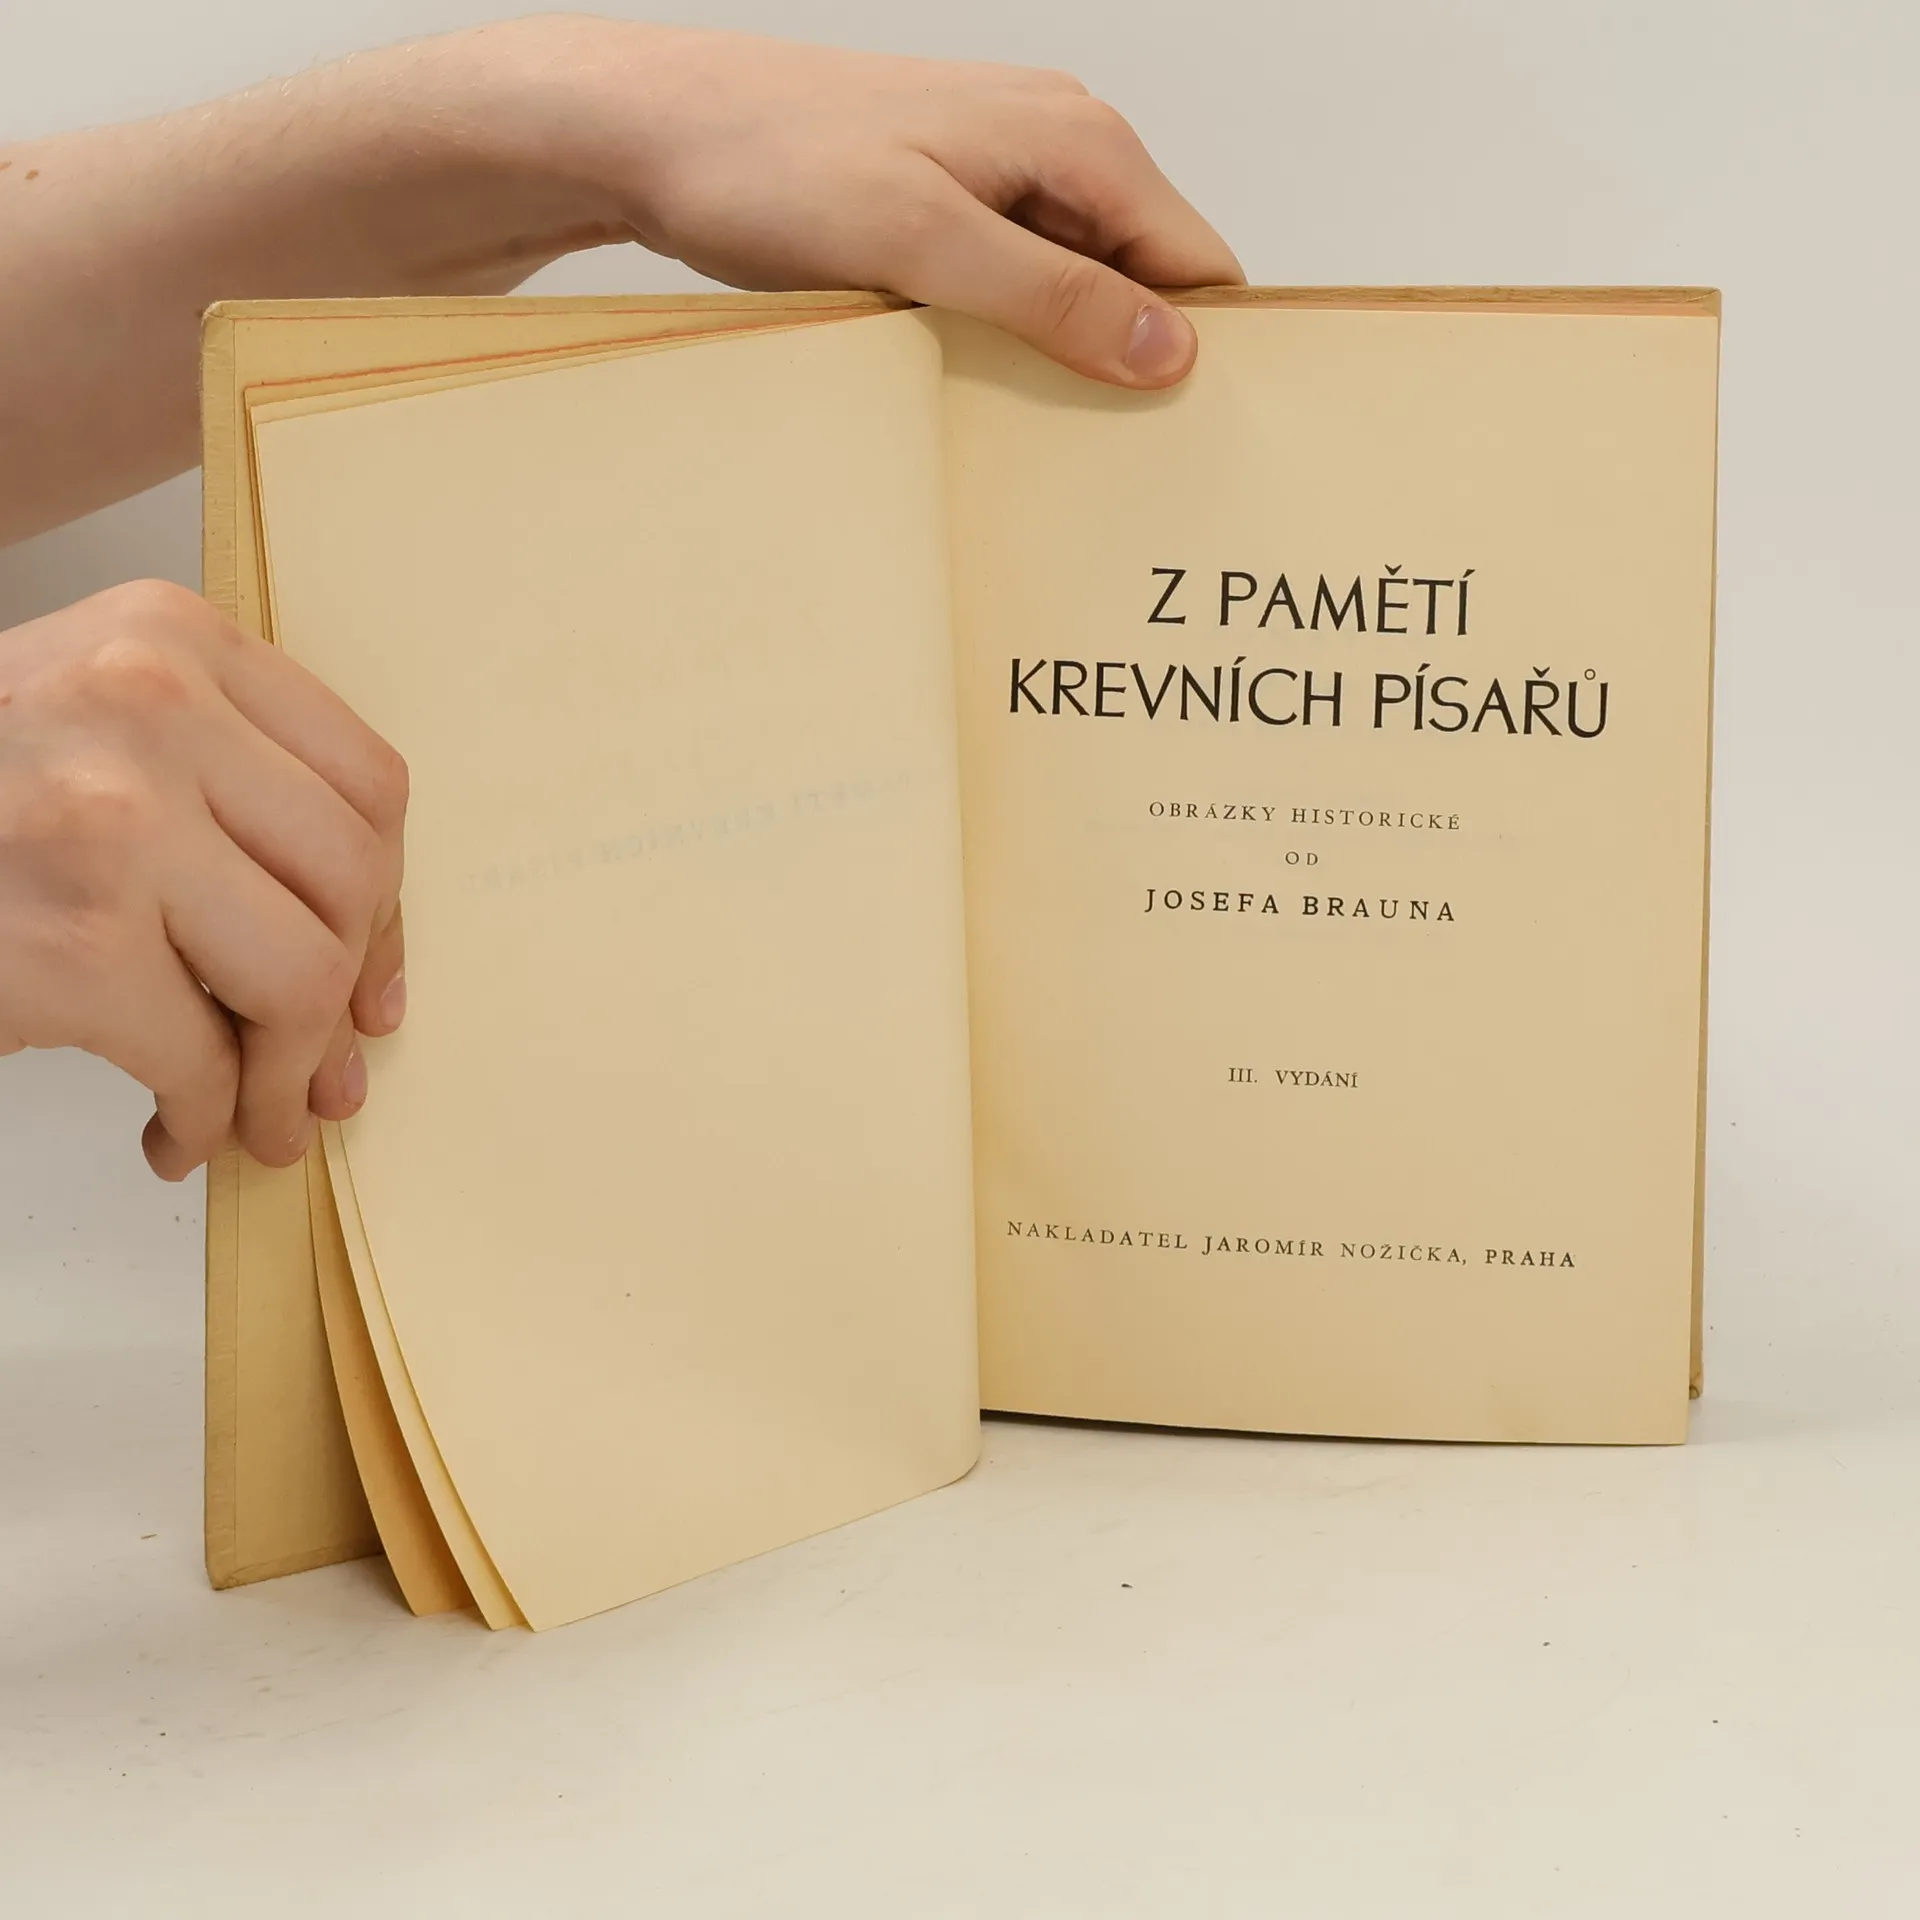 Z PAMĚTÍ
KREVNÍCH PÍSAŘŮ
OBRÁZKY HISTORICKÉ
OD
JOSEFA BRAUNA
III. VYDÁNÍ
NAKLADATEL JAROMÍR NOŽIČKA, PRAHA